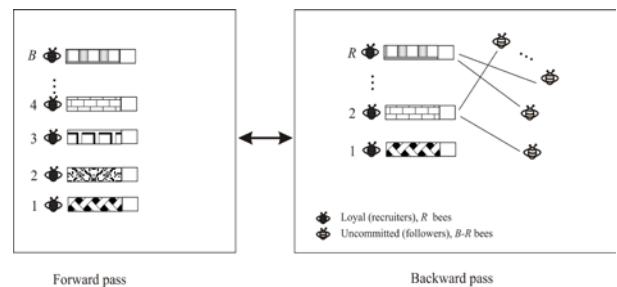 B
4
3
2
1
R
2
1
Loyal (recruiters), R bees
Uncommitted (followers), B-R bees
Forward pass
Backward pass